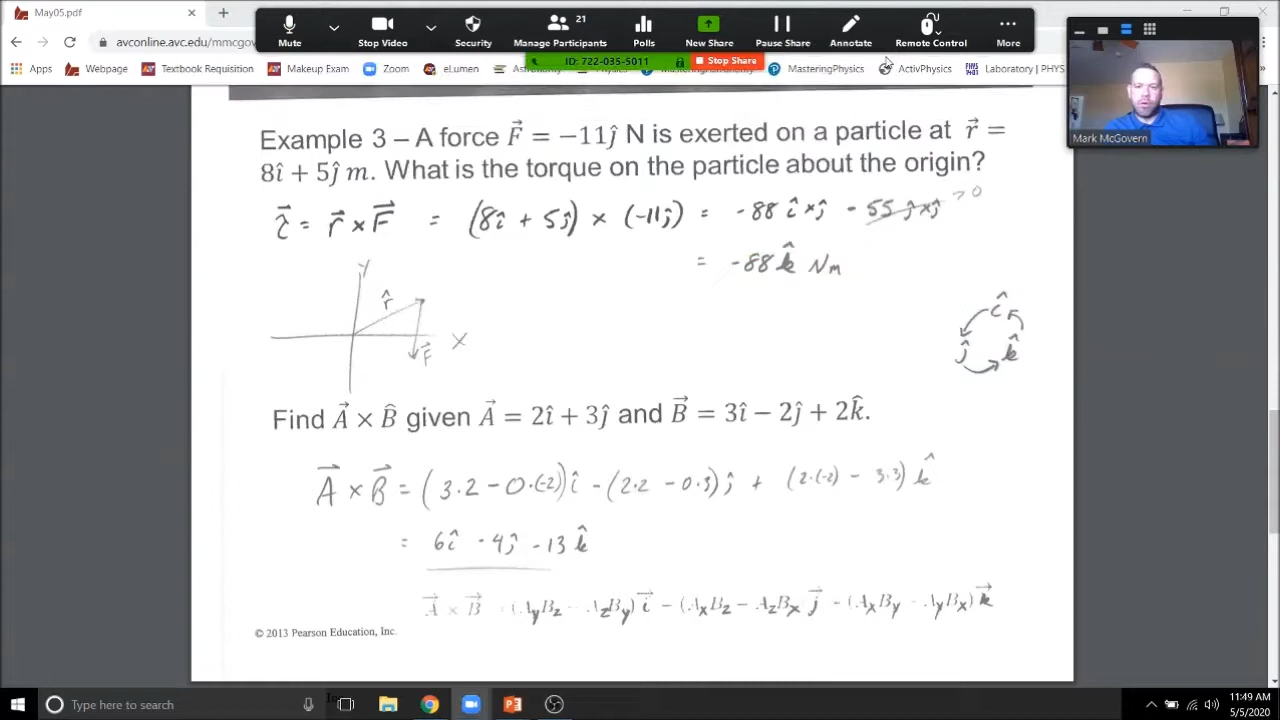 May05.pdf
Mute
Stop Video
21
Security
Manage Participants
Polls
New Share
Pause Share
Annotate
Remote Control
More
avconline.avc.edu/mmcgov
ID: 722-035-5011
Stop Share
Apps
Webpage
Textbook Requisition
Makeup Exam
Zoom
eLumen
MasteringPhysics
ActivPhysics
Laboratory | PHYS
Mark McGovern
Example 3 – A force F⃗ = −11ĵ N is exerted on a particle at r⃗ =
8î + 5ĵ m. What is the torque on the particle about the origin?
τ⃗ = r⃗ × F⃗ = (8î + 5ĵ) × (-11ĵ) = -88 î×ĵ - 55 ĵ×ĵ → 0
= -88 k̂ Nm
y
r̂
F⃗
x
î
ĵ
k̂
Find A⃗ × B̂ given A⃗ = 2î + 3ĵ and B⃗ = 3î − 2ĵ + 2k̂.
A⃗ × B⃗ = (3·2 - 0·(-2))î - (2·2 - 0·3)ĵ + (2·(-2) - 3·3) k̂
= 6î - 4ĵ - 13 k̂
A⃗ × B⃗ (AyBz - AzBy) i⃗ - (AxBz - AzBx j⃗ - (AxBy - AyBx) k⃗
© 2013 Pearson Education, Inc.
Type here to search
11:49 AM
5/5/2020